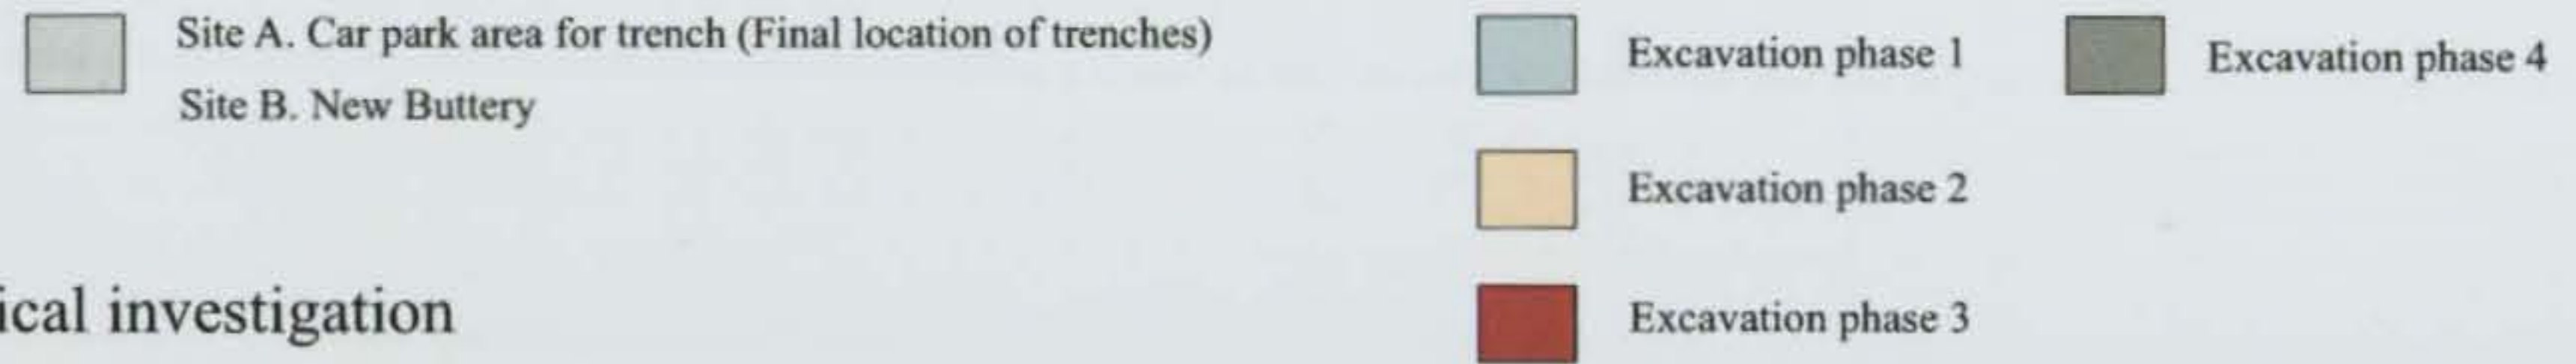 Site A. Car park area for trench (Final location of trenches)
Site B. New Buttery
ical investigation
Excavation phase 1
Excavation phase 2
Excavation phase 3
Excavation phase 4